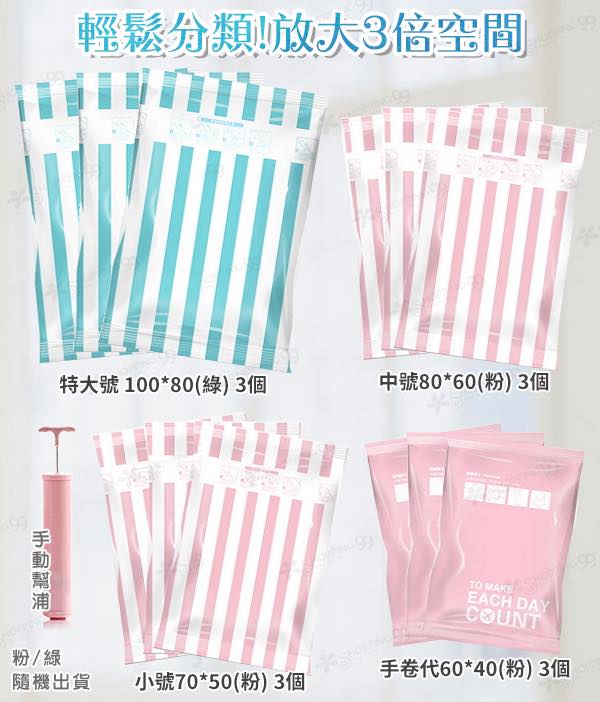 輕鬆分類!放大3倍空間
特大號 100*80(綠) 3個
中號80*60(粉) 3個
手動幫浦
粉/綠
隨機出貨
小號70*50(粉) 3個
TO MAKE
EACH DAY
COUNT
手卷代60*40(粉) 3個
SHOPPING99